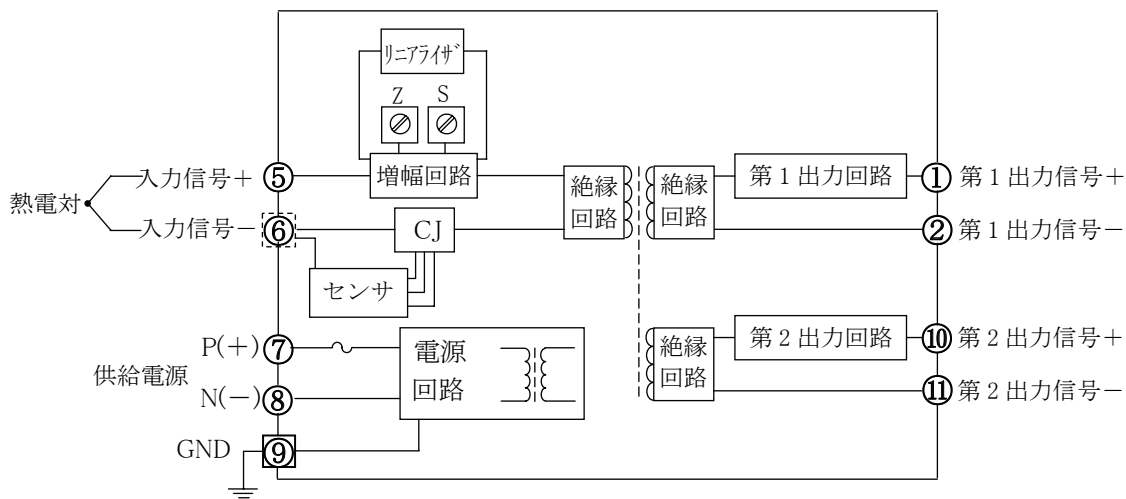 リニアライザ
Z
S
熱電対
入力信号+
⑤
増幅回路
絶縁
回路
絶縁
回路
第1出力回路
①
第1出力信号+
入力信号−
⑥
CJ
②
第1出力信号−
センサ
供給電源
P(+)
⑦
電源
回路
絶縁
回路
第2出力回路
⑩
第2出力信号+
N(−)
⑧
⑪
第2出力信号−
GND
⑨